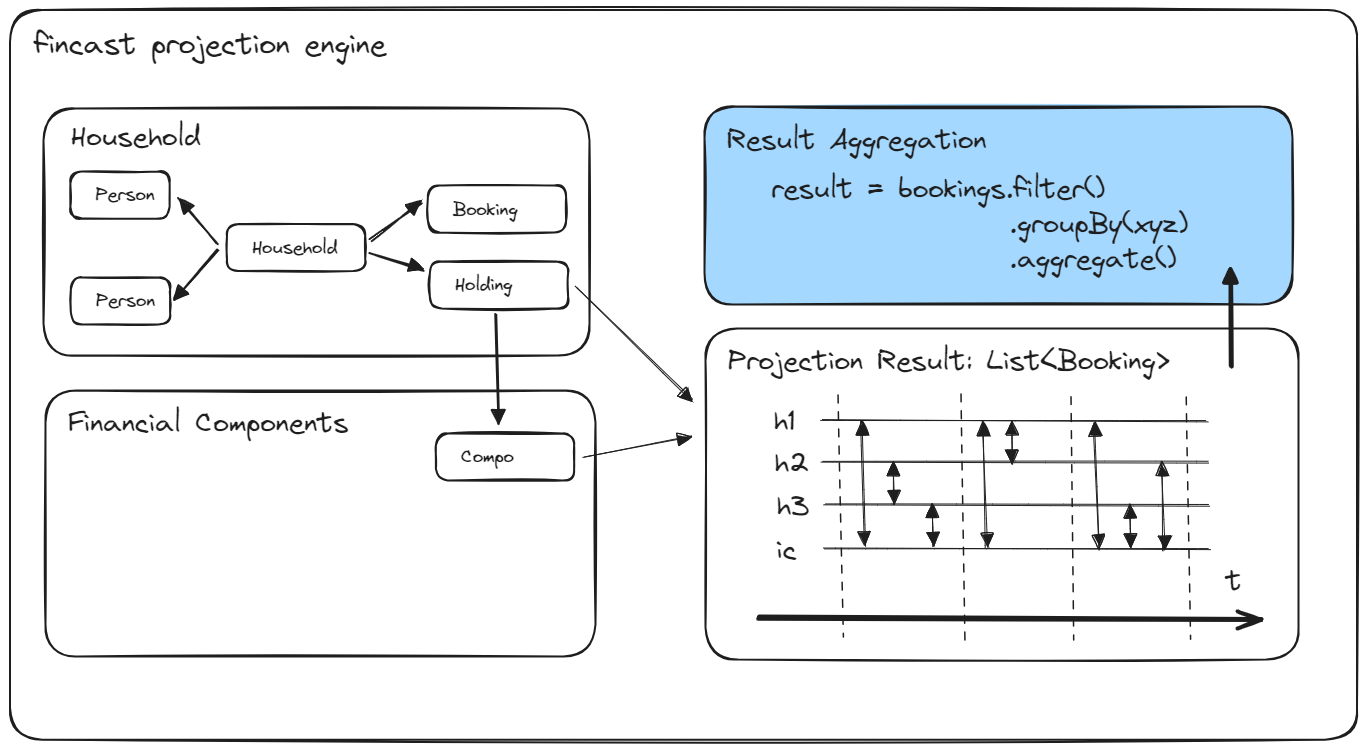 fincast projection engine
Household
Person
Household
Person
Booking
Holding
Financial Components
Compo
Result Aggregation
result = bookings.filter()
.groupBy(xyz)
.aggregate()
Projection Result: List<Booking>
h1
h2
h3
ic
t